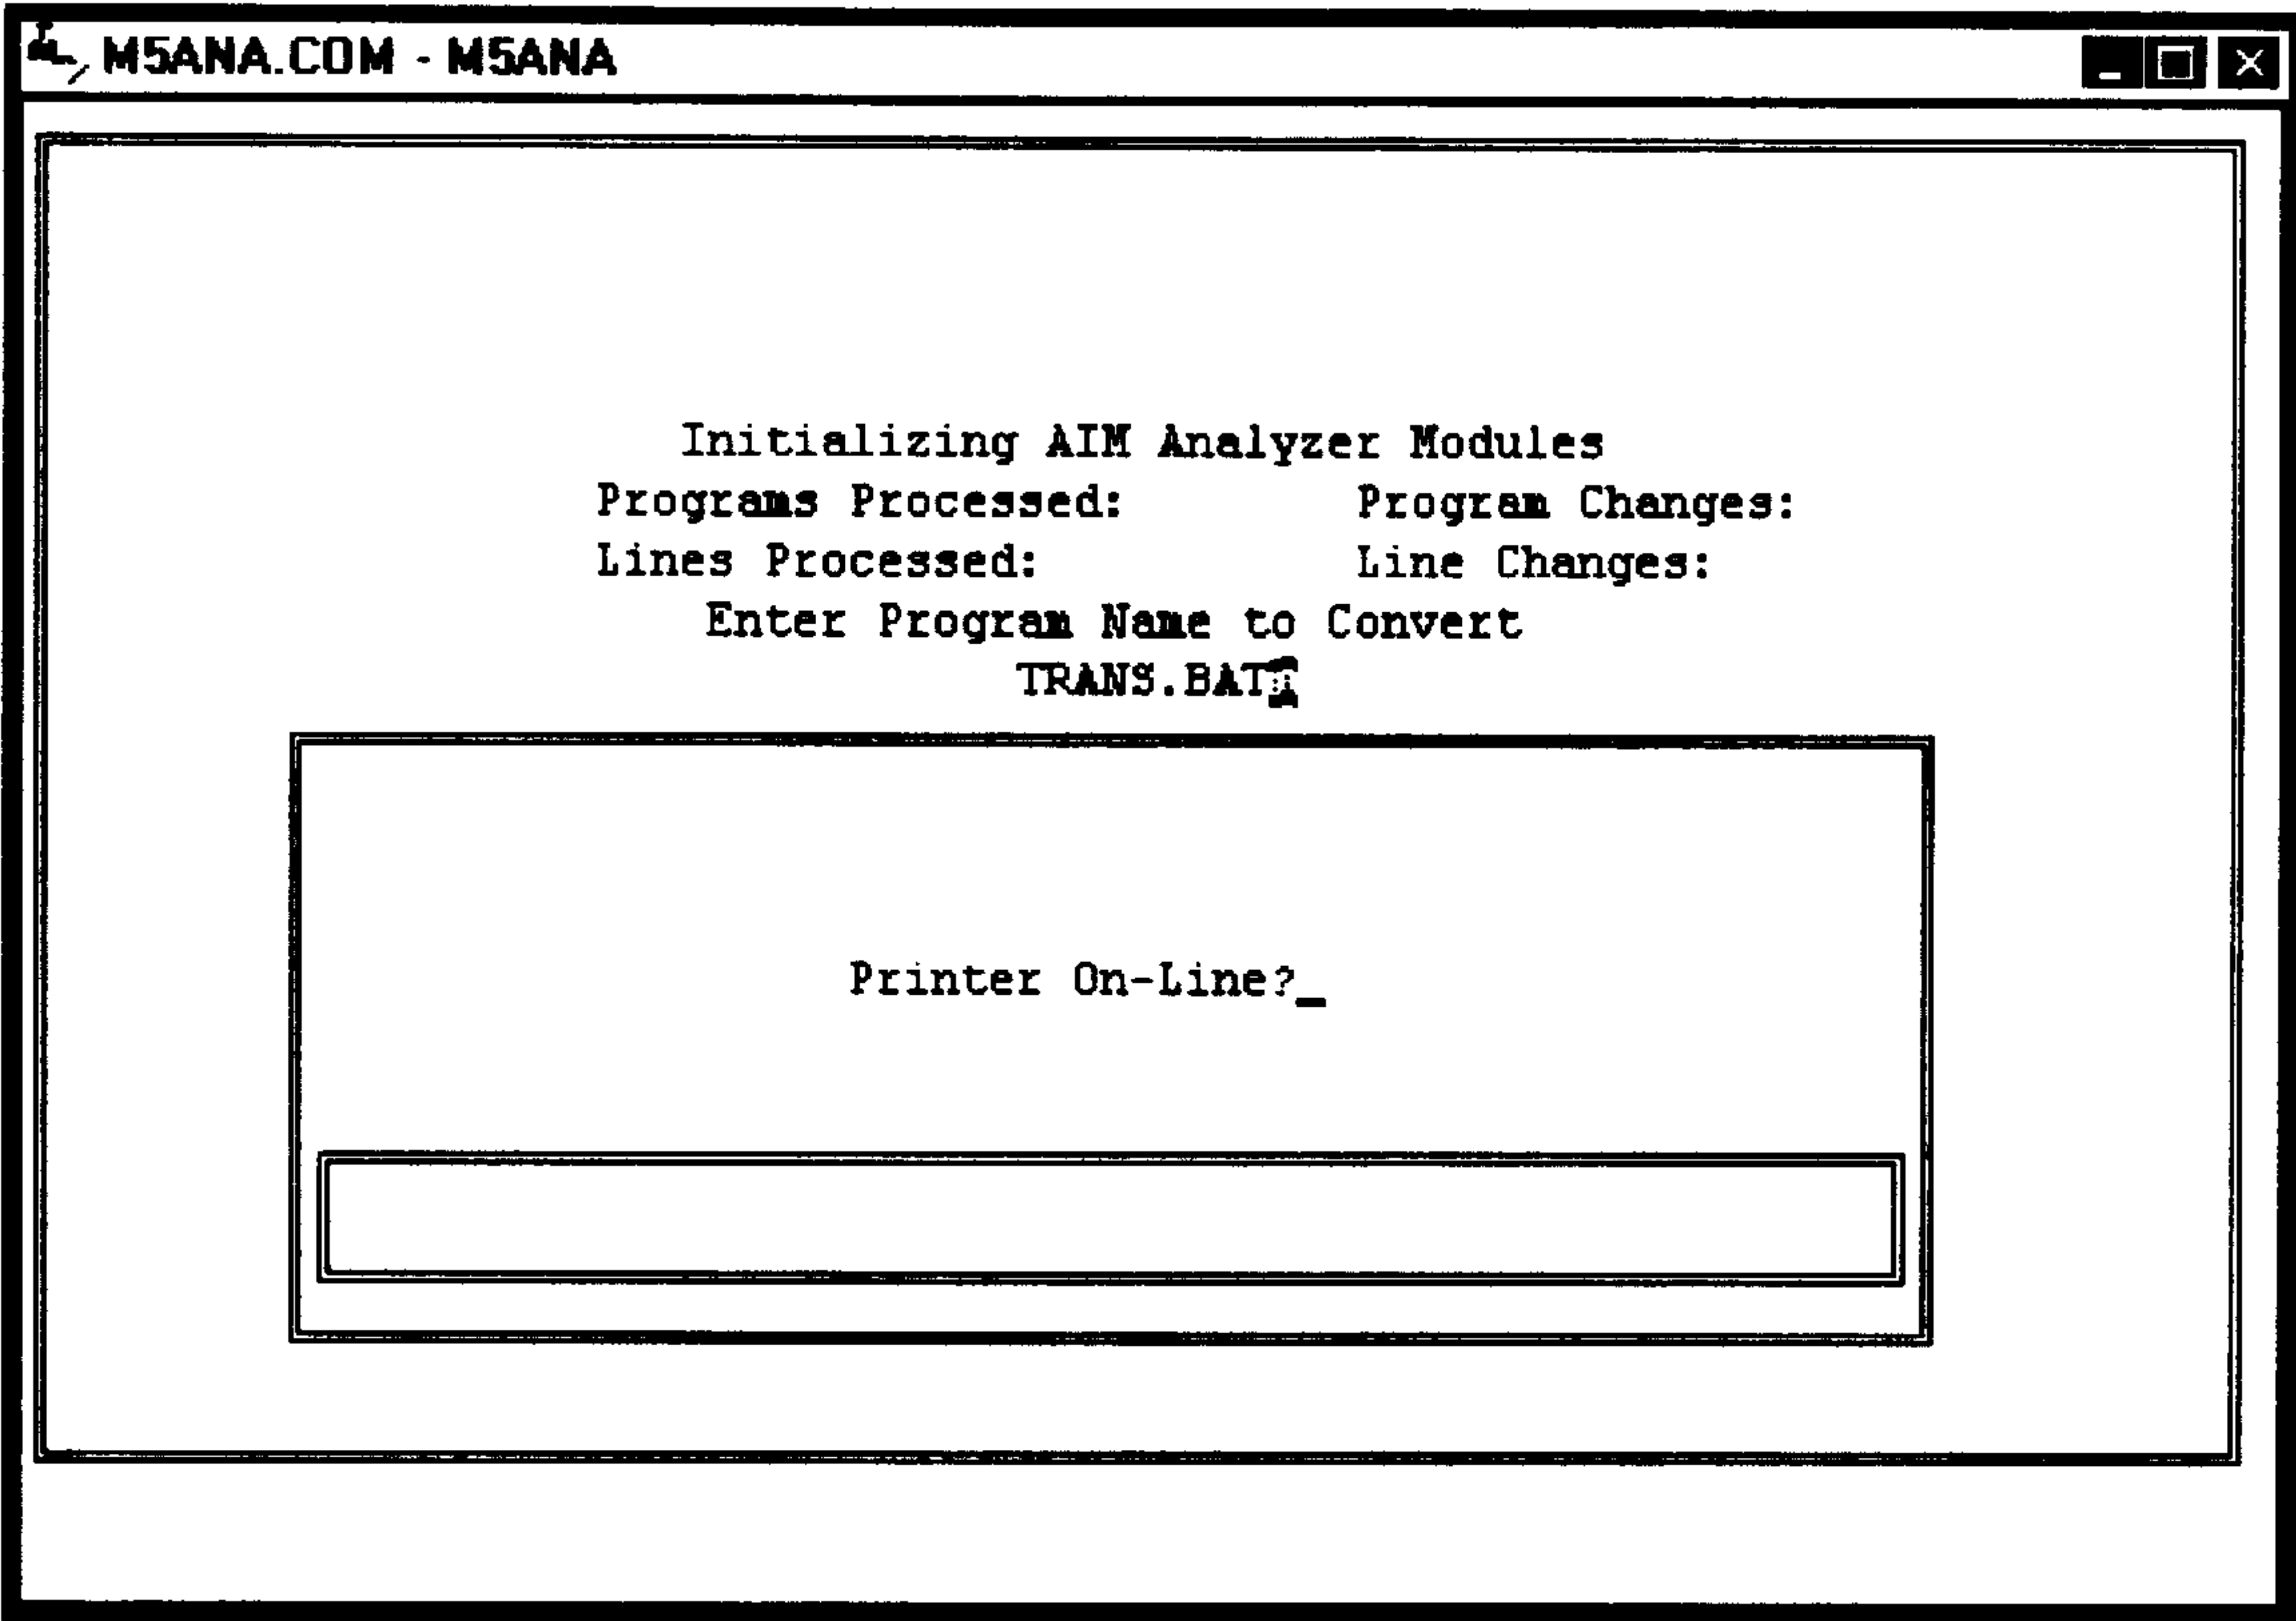 M5ANA.COM - M5ANA
Initializing AIM Analyzer Modules
Programs Processed: Program Changes:
Lines Processed: Line Changes:
Enter Program Name to Convert
TRANS.BAT
Printer On-Line?_